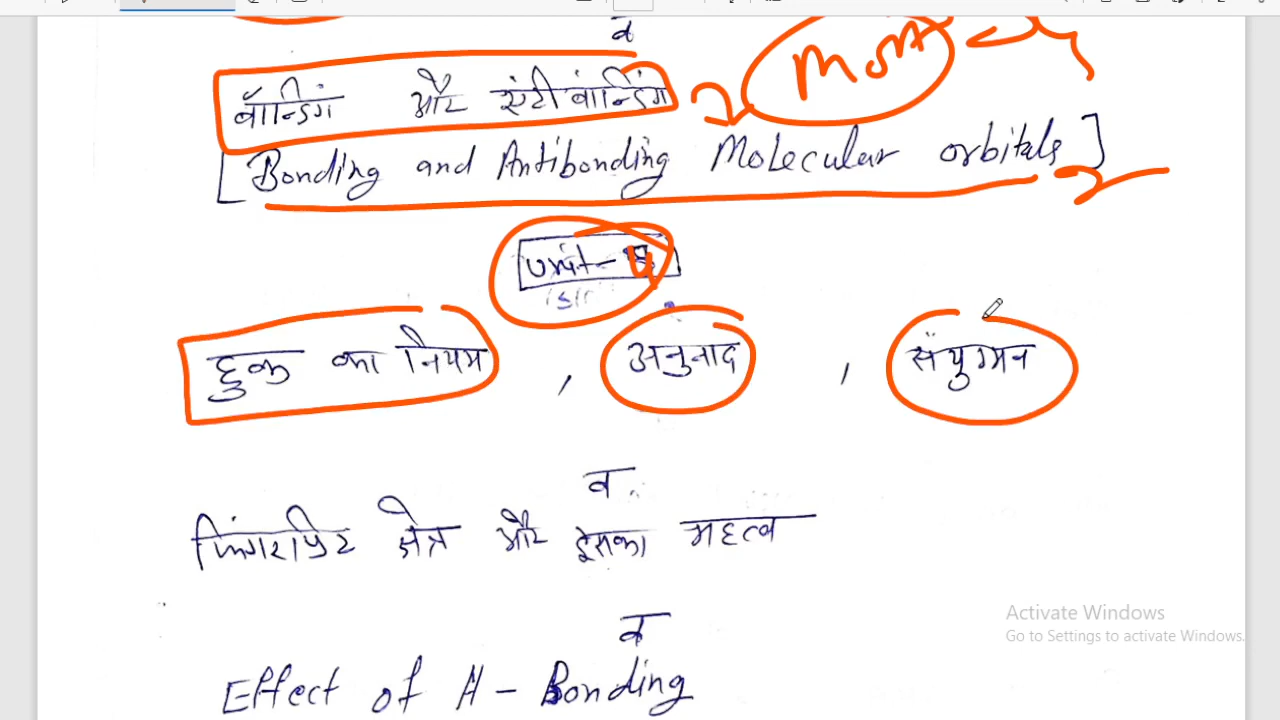 व
MOT
बॉन्डिंग और एंटीबॉन्डिंग
[ Bonding and Antibonding Molecular orbitals ]
Unit-4
हुक का नियम , अनुनाद , संयुग्मन
व
फिंगरप्रिंट क्षेत्र और इसका महत्व
व
Effect of H-Bonding
Activate Windows
Go to Settings to activate Windows.